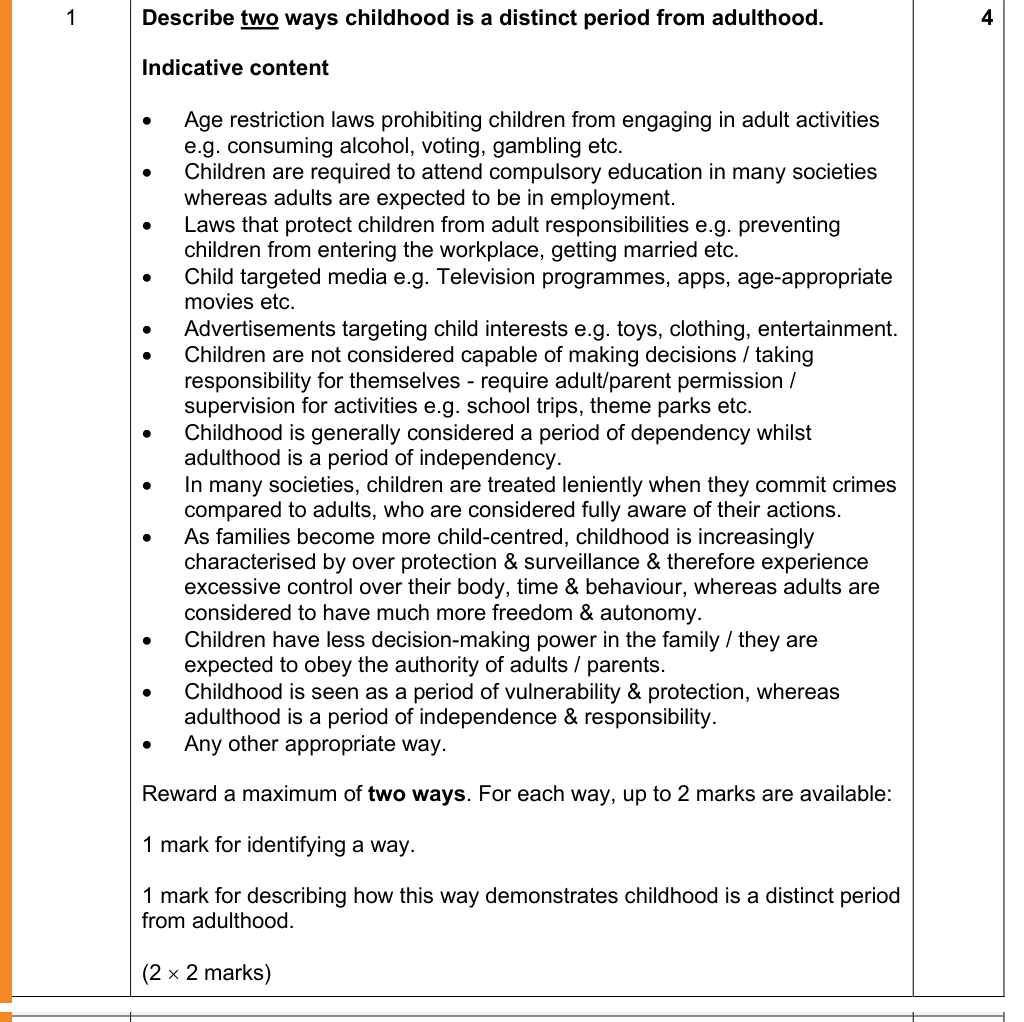 1 Describe two ways childhood is a distinct period from adulthood. 4
Indicative content
• Age restriction laws prohibiting children from engaging in adult activities
e.g. consuming alcohol, voting, gambling etc.
• Children are required to attend compulsory education in many societies
whereas adults are expected to be in employment.
• Laws that protect children from adult responsibilities e.g. preventing
children from entering the workplace, getting married etc.
• Child targeted media e.g. Television programmes, apps, age-appropriate
movies etc.
• Advertisements targeting child interests e.g. toys, clothing, entertainment.
• Children are not considered capable of making decisions / taking
responsibility for themselves - require adult/parent permission /
supervision for activities e.g. school trips, theme parks etc.
• Childhood is generally considered a period of dependency whilst
adulthood is a period of independency.
• In many societies, children are treated leniently when they commit crimes
compared to adults, who are considered fully aware of their actions.
• As families become more child-centred, childhood is increasingly
characterised by over protection & surveillance & therefore experience
excessive control over their body, time & behaviour, whereas adults are
considered to have much more freedom & autonomy.
• Children have less decision-making power in the family / they are
expected to obey the authority of adults / parents.
• Childhood is seen as a period of vulnerability & protection, whereas
adulthood is a period of independence & responsibility.
• Any other appropriate way.
Reward a maximum of two ways. For each way, up to 2 marks are available:
1 mark for identifying a way.
1 mark for describing how this way demonstrates childhood is a distinct period
from adulthood.
(2 × 2 marks)